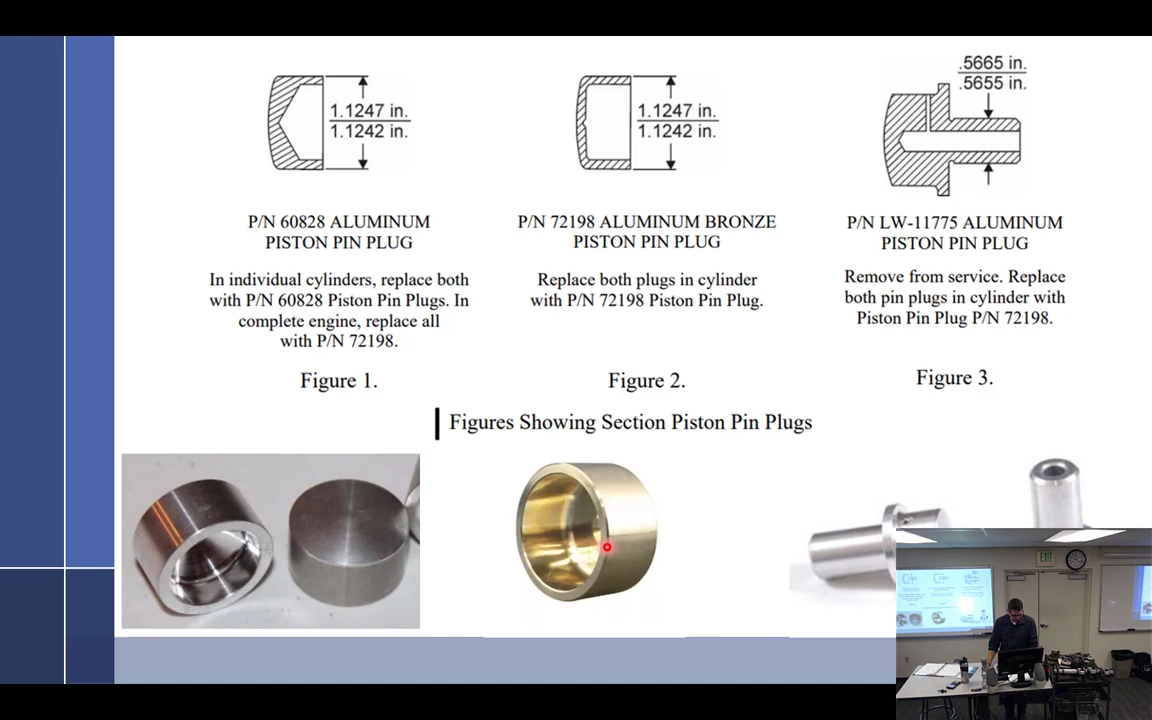 1.1247 in.
1.1242 in.
1.1247 in.
1.1242 in.
.5665 in.
.5655 in.
P/N 60828 ALUMINUM
PISTON PIN PLUG
In individual cylinders, replace both
with P/N 60828 Piston Pin Plugs. In
complete engine, replace all
with P/N 72198.
Figure 1.
P/N 72198 ALUMINUM BRONZE
PISTON PIN PLUG
Replace both plugs in cylinder
with P/N 72198 Piston Pin Plug.
Figure 2.
P/N LW-11775 ALUMINUM
PISTON PIN PLUG
Remove from service. Replace
both pin plugs in cylinder with
Piston Pin Plug P/N 72198.
Figure 3.
Figures Showing Section Piston Pin Plugs
EXIT